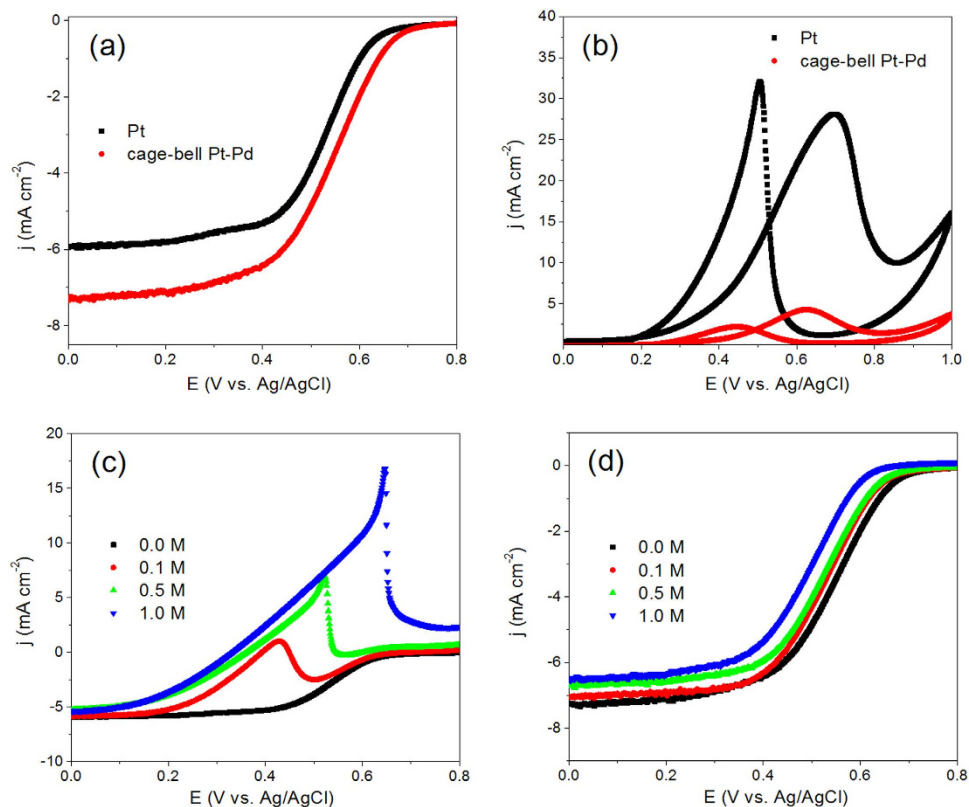 (a)
Pt
cage-bell Pt-Pd
j (mA cm⁻²)
0
-2
-4
-6
-8
0.0 0.2 0.4 0.6 0.8
E (V vs. Ag/AgCl)
(b)
Pt
cage-bell Pt-Pd
j (mA cm⁻²)
40
35
30
25
20
15
10
5
0.0 0.2 0.4 0.6 0.8 1.0
E (V vs. Ag/AgCl)
(c)
0.0 M
0.1 M
0.5 M
1.0 M
j (mA cm⁻²)
20
15
10
5
0
-5
-10
0.0 0.2 0.4 0.6 0.8
E (V vs. Ag/AgCl)
(d)
0.0 M
0.1 M
0.5 M
1.0 M
j (mA cm⁻²)
0
-2
-4
-6
-8
0.0 0.2 0.4 0.6 0.8
E (V vs. Ag/AgCl)